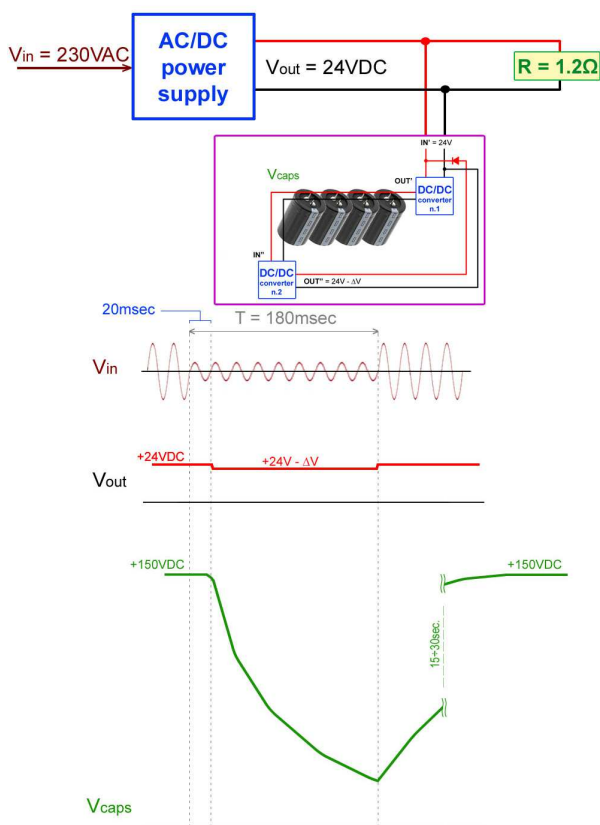 AC/DC
power
supply
Vin = 230VAC
Vout = 24VDC
R = 1.2Ω
IN' = 24V
Vcaps
OUT'
DC/DC
converter
n.1
IN"
DC/DC
converter
n.2
OUT" = 24V - ΔV
20msec
T = 180msec
Vin
+24VDC
+24V - ΔV
Vout
+150VDC
+150VDC
15÷30sec.
Vcaps